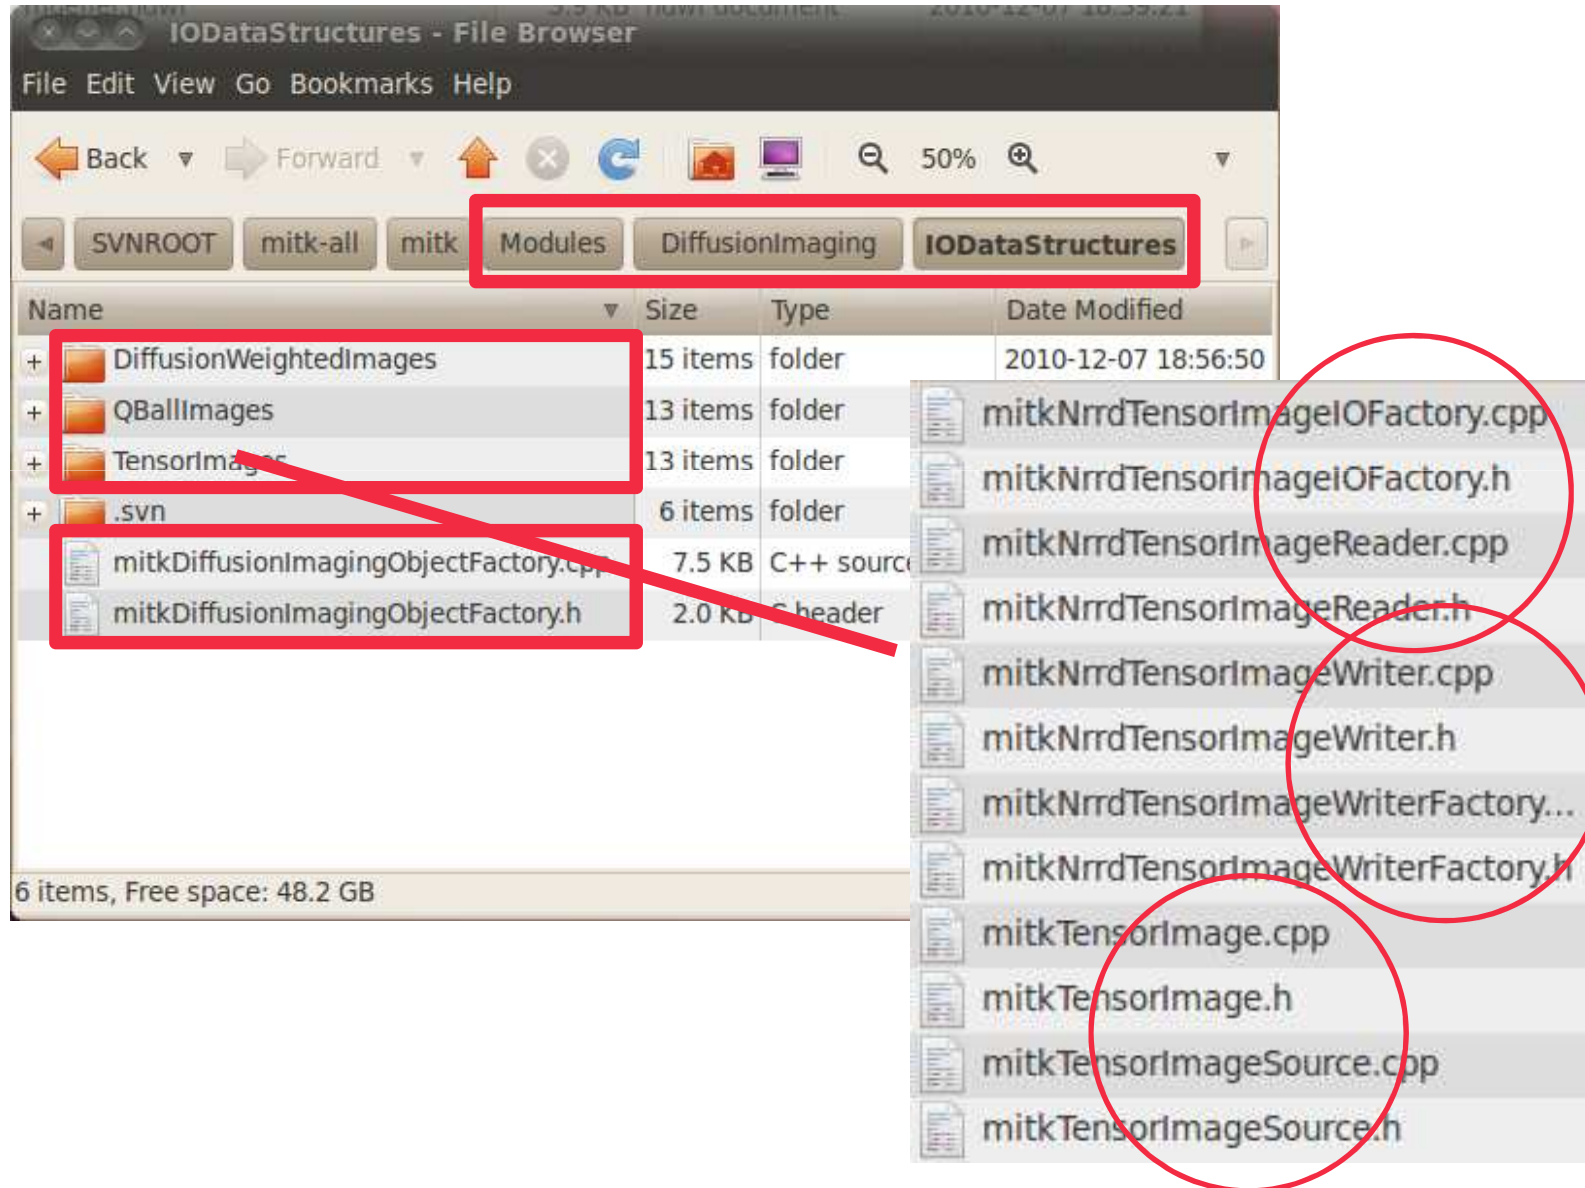 IODataStructures - File Browser
File Edit View Go Bookmarks Help
Back Forward 50%
SVNROOT mitk-all mitk Modules DiffusionImaging IODataStructures
Name Size Type Date Modified
DiffusionWeightedImages 15 items folder 2010-12-07 18:56:50
QBallImages 13 items folder
TensorImages 13 items folder
.svn 6 items folder
mitkDiffusionImagingObjectFactory.cpp 7.5 KB C++ source
mitkDiffusionImagingObjectFactory.h 2.0 KB C header
6 items, Free space: 48.2 GB
mitkNrrdTensorImageIOFactory.cpp
mitkNrrdTensorImageIOFactory.h
mitkNrrdTensorImageReader.cpp
mitkNrrdTensorImageReader.h
mitkNrrdTensorImageWriter.cpp
mitkNrrdTensorImageWriter.h
mitkNrrdTensorImageWriterFactory...
mitkNrrdTensorImageWriterFactory.h
mitkTensorImage.cpp
mitkTensorImage.h
mitkTensorImageSource.cpp
mitkTensorImageSource.h